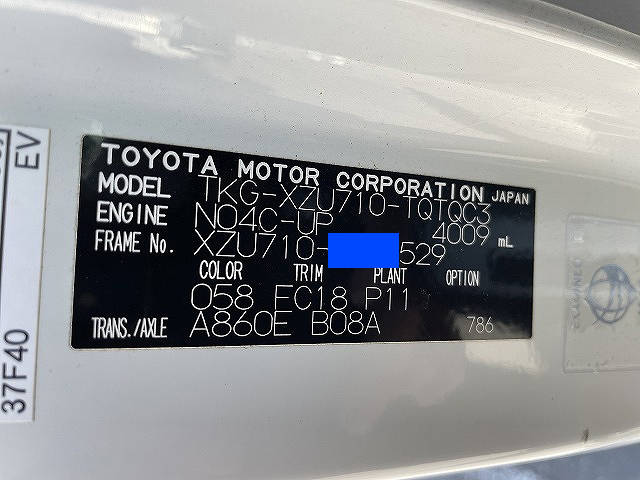 TOYOTA MOTOR CORPORATION JAPAN
MODEL TKG-XZU710-TQTQC3
ENGINE N04C-UP 4009 mL
FRAME No. XZU710- 529
COLOR TRIM PLANT OPTION
058 FC18 P11
TRANS./AXLE A860E B08A 786
EV
37F40